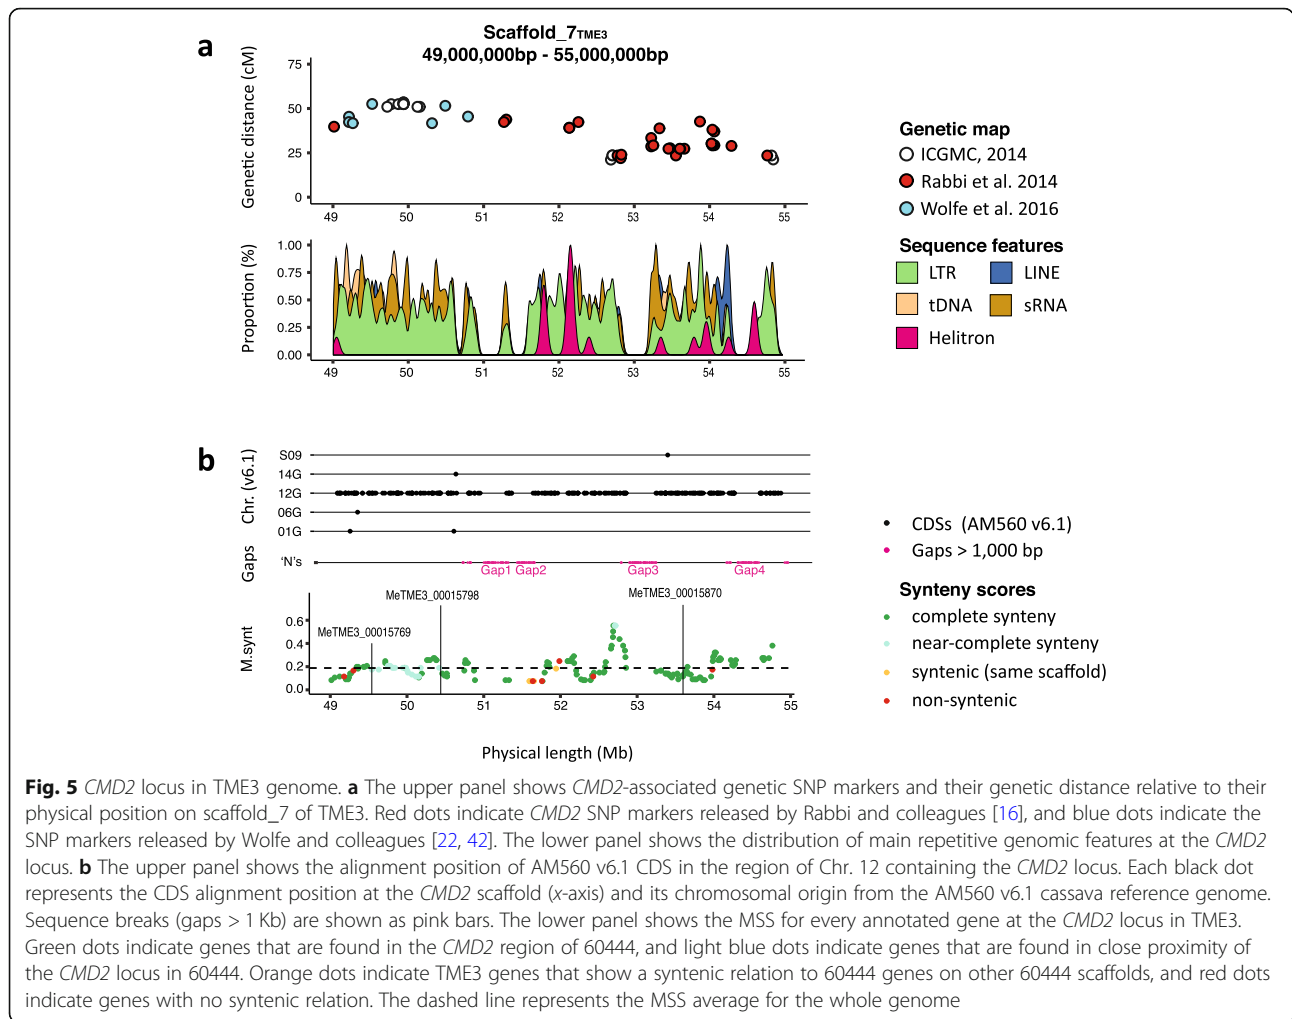 a
Scaffold_7TME3
49,000,000bp - 55,000,000bp
Genetic distance (cM)
75
50
25
0
49 50 51 52 53 54 55
Genetic map
ICGMC, 2014
Rabbi et al. 2014
Wolfe et al. 2016
Proportion (%)
1.00
0.75
0.50
0.25
0.00
49 50 51 52 53 54 55
Sequence features
LTR LINE
tDNA sRNA
Helitron
b
Chr. (v6.1)
S09
14G
12G
06G
01G
Gaps
'N's
Gap1 Gap2 Gap3 Gap4
CDSs (AM560 v6.1)
Gaps > 1,000 bp
M.synt
MeTME3_00015769
MeTME3_00015798
MeTME3_00015870
0.6
0.4
0.2
0.0
49 50 51 52 53 54 55
Physical length (Mb)
Synteny scores
complete synteny
near-complete synteny
syntenic (same scaffold)
non-syntenic
Fig. 5 CMD2 locus in TME3 genome. a The upper panel shows CMD2-associated genetic SNP markers and their genetic distance relative to their
physical position on scaffold_7 of TME3. Red dots indicate CMD2 SNP markers released by Rabbi and colleagues [16], and blue dots indicate the
SNP markers released by Wolfe and colleagues [22, 42]. The lower panel shows the distribution of main repetitive genomic features at the CMD2
locus. b The upper panel shows the alignment position of AM560 v6.1 CDS in the region of Chr. 12 containing the CMD2 locus. Each black dot
represents the CDS alignment position at the CMD2 scaffold (x-axis) and its chromosomal origin from the AM560 v6.1 cassava reference genome.
Sequence breaks (gaps > 1 Kb) are shown as pink bars. The lower panel shows the MSS for every annotated gene at the CMD2 locus in TME3.
Green dots indicate genes that are found in the CMD2 region of 60444, and light blue dots indicate genes that are found in close proximity of
the CMD2 locus in 60444. Orange dots indicate TME3 genes that show a syntenic relation to 60444 genes on other 60444 scaffolds, and red dots
indicate genes with no syntenic relation. The dashed line represents the MSS average for the whole genome